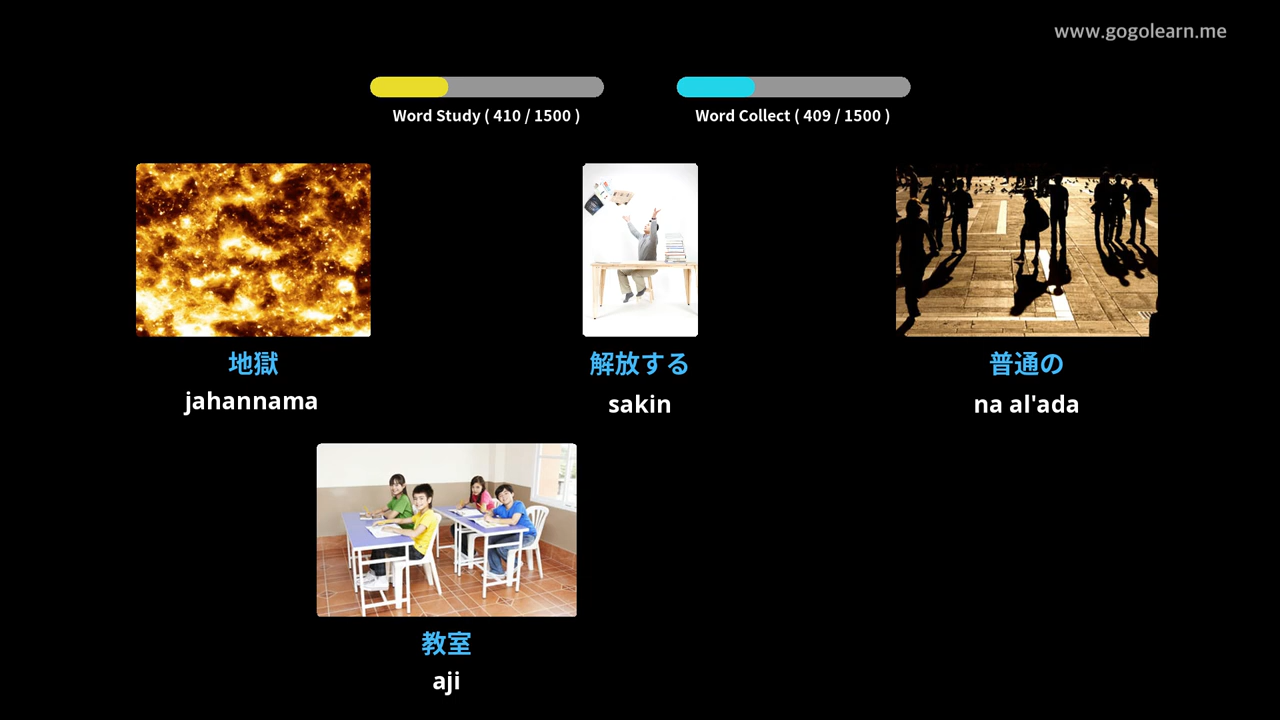 www.gogolearn.me
Word Study ( 410 / 1500 )
Word Collect ( 409 / 1500 )
地獄
jahannama
解放する
sakin
普通の
na al'ada
教室
aji